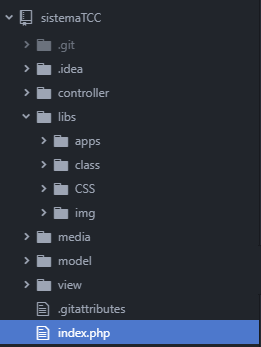 sistemaTCC
.git
.idea
controller
libs
apps
class
CSS
img
media
model
view
.gitattributes
index.php